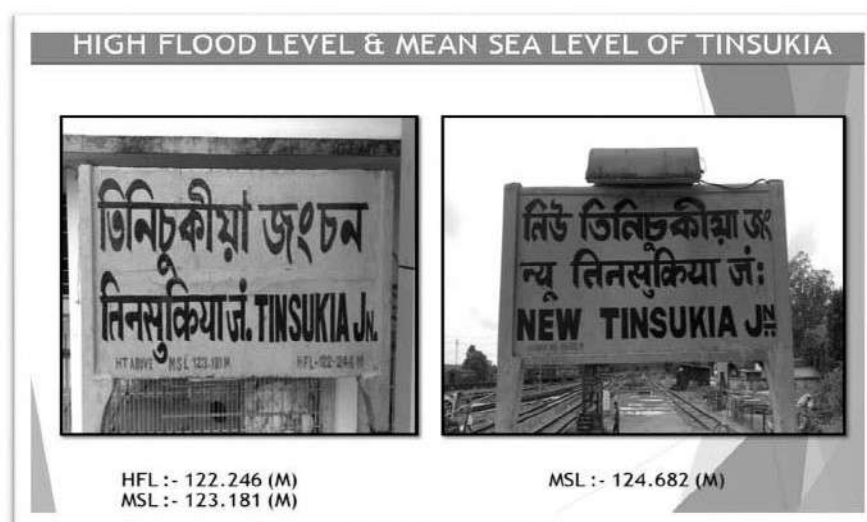 HIGH FLOOD LEVEL & MEAN SEA LEVEL OF TINSUKIA
তিনিচুকীয়া জংচন
तिनसुकिया जं. TINSUKIA JN.
HT ABOVE MSL 123.181 M HFL-122-246 M
নিউ তিনিচুকীয়া জং
न्यू तिनसुकिया जं:
NEW TINSUKIA JN
HFL :- 122.246 (M)
MSL :- 123.181 (M)
MSL :- 124.682 (M)